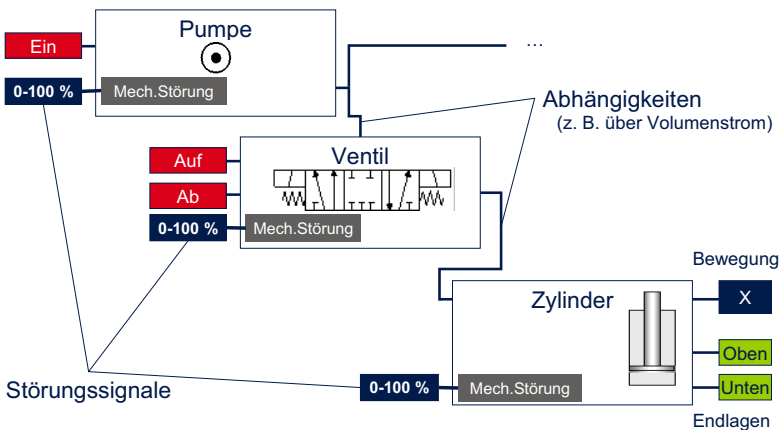 Pumpe
Ein
0-100 %
Mech.Störung
...
Abhängigkeiten
(z. B. über Volumenstrom)
Ventil
Auf
Ab
0-100 %
Mech.Störung
Bewegung
Zylinder
X
Oben
Unten
0-100 %
Mech.Störung
Störungssignale
Endlagen